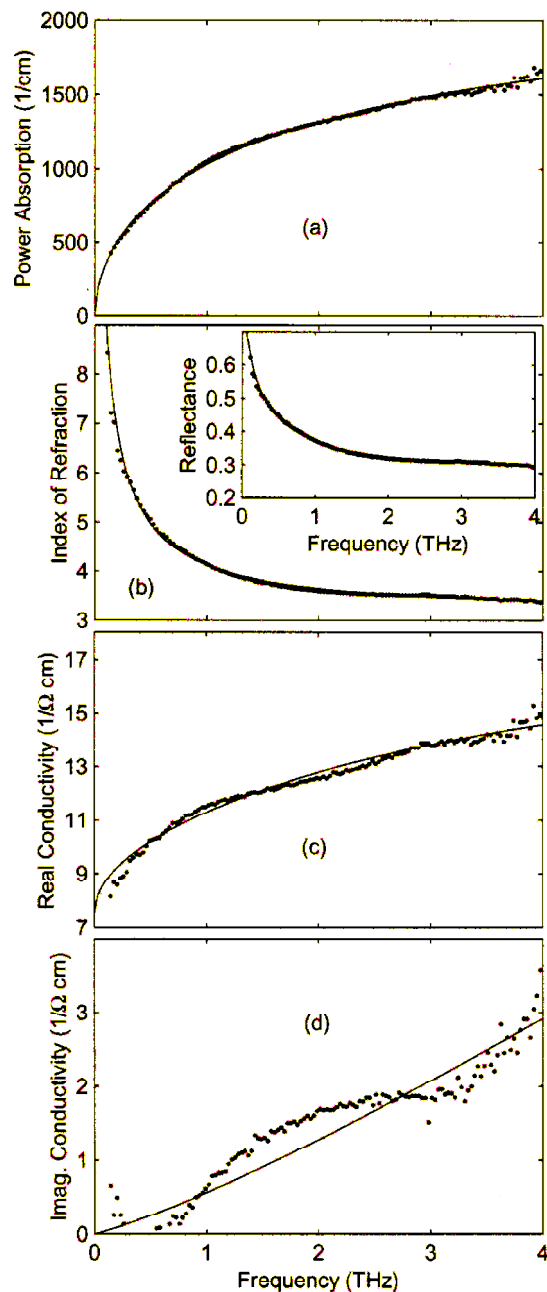 2000
1500
1000
500
0
Power Absorption (1/cm)
(a)
8
7
6
5
4
3
Index of Refraction
(b)
0.6
0.5
0.4
0.3
0.2
Reflectance
0 1 2 3 4
Frequency (THz)
17
15
13
11
9
7
Real Conductivity (1/Ω cm)
(c)
3
2
1
0
Imag. Conductivity (1/Ω cm)
(d)
0 1 2 3 4
Frequency (THz)